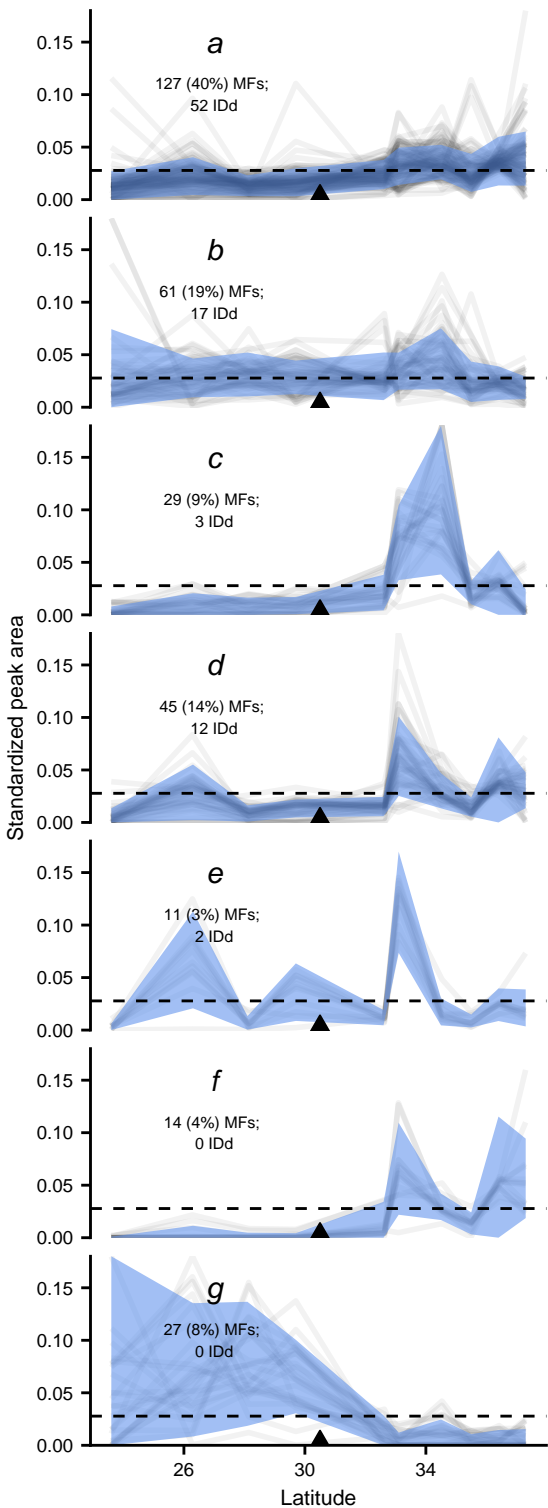 0.15
0.10
0.05
0.00
a
127 (40%) MFs;
52 IDd
0.15
0.10
0.05
0.00
b
61 (19%) MFs;
17 IDd
0.15
0.10
0.05
0.00
c
29 (9%) MFs;
3 IDd
0.15
0.10
0.05
0.00
d
45 (14%) MFs;
12 IDd
0.15
0.10
0.05
0.00
e
11 (3%) MFs;
2 IDd
0.15
0.10
0.05
0.00
f
14 (4%) MFs;
0 IDd
0.15
0.10
0.05
0.00
g
27 (8%) MFs;
0 IDd
26 30 34
Latitude
Standardized peak area